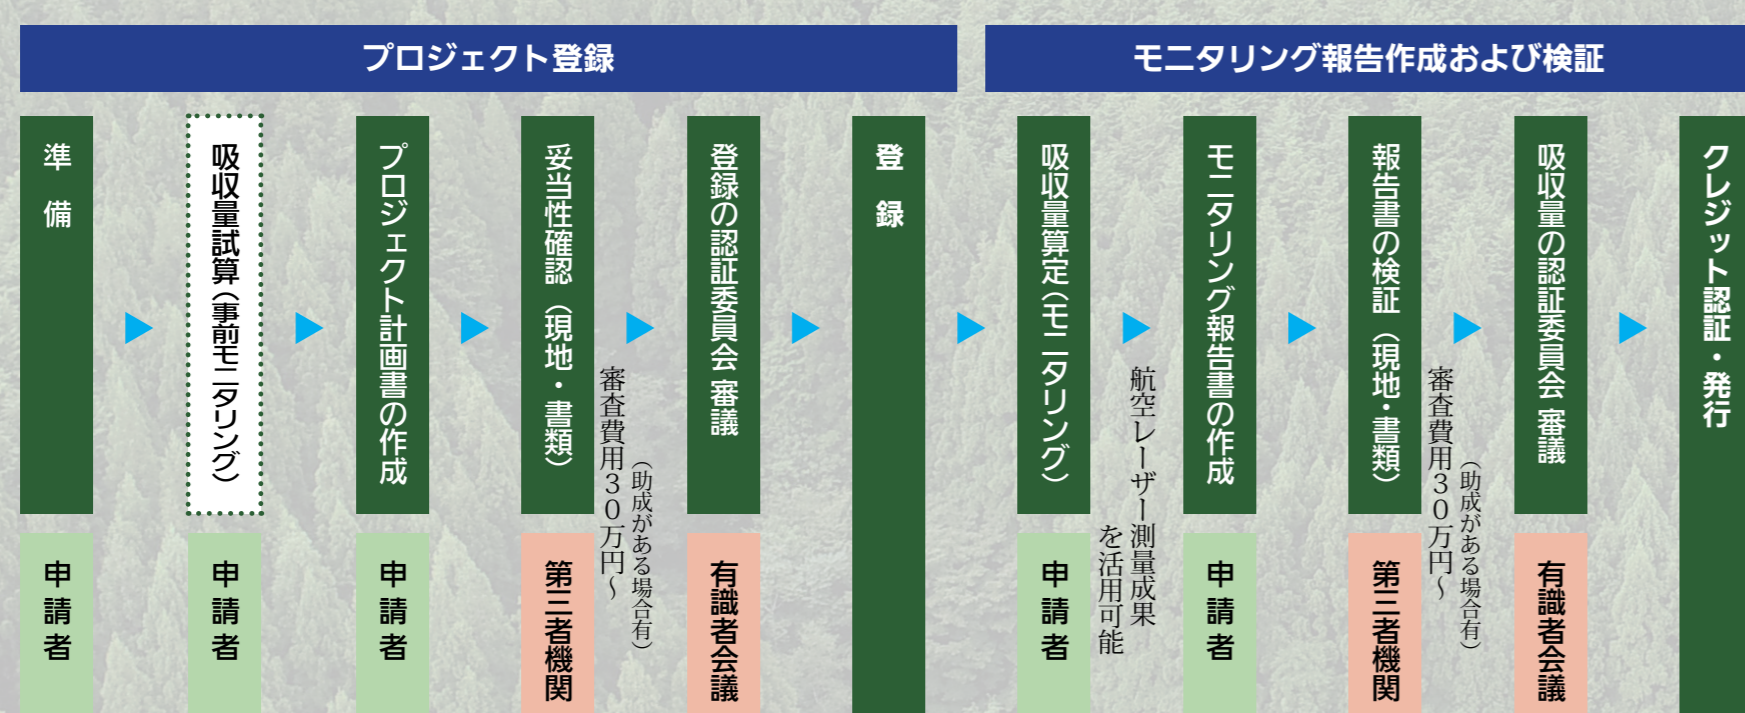 プロジェクト登録
準備
申請者
吸収量試算（事前モニタリング）
申請者
プロジェクト計画書の作成
申請者
妥当性確認（現地・書類）
第三者機関
審査費用３０万円～
（助成がある場合有）
登録の認証委員会 審議
有識者会議
登録
モニタリング報告作成および検証
吸収量算定（モニタリング）
申請者
航空レーザー測量成果
を活用可能
モニタリング報告書の作成
申請者
報告書の検証（現地・書類）
第三者機関
審査費用３０万円～
（助成がある場合有）
吸収量の認証委員会 審議
有識者会議
クレジット認証・発行